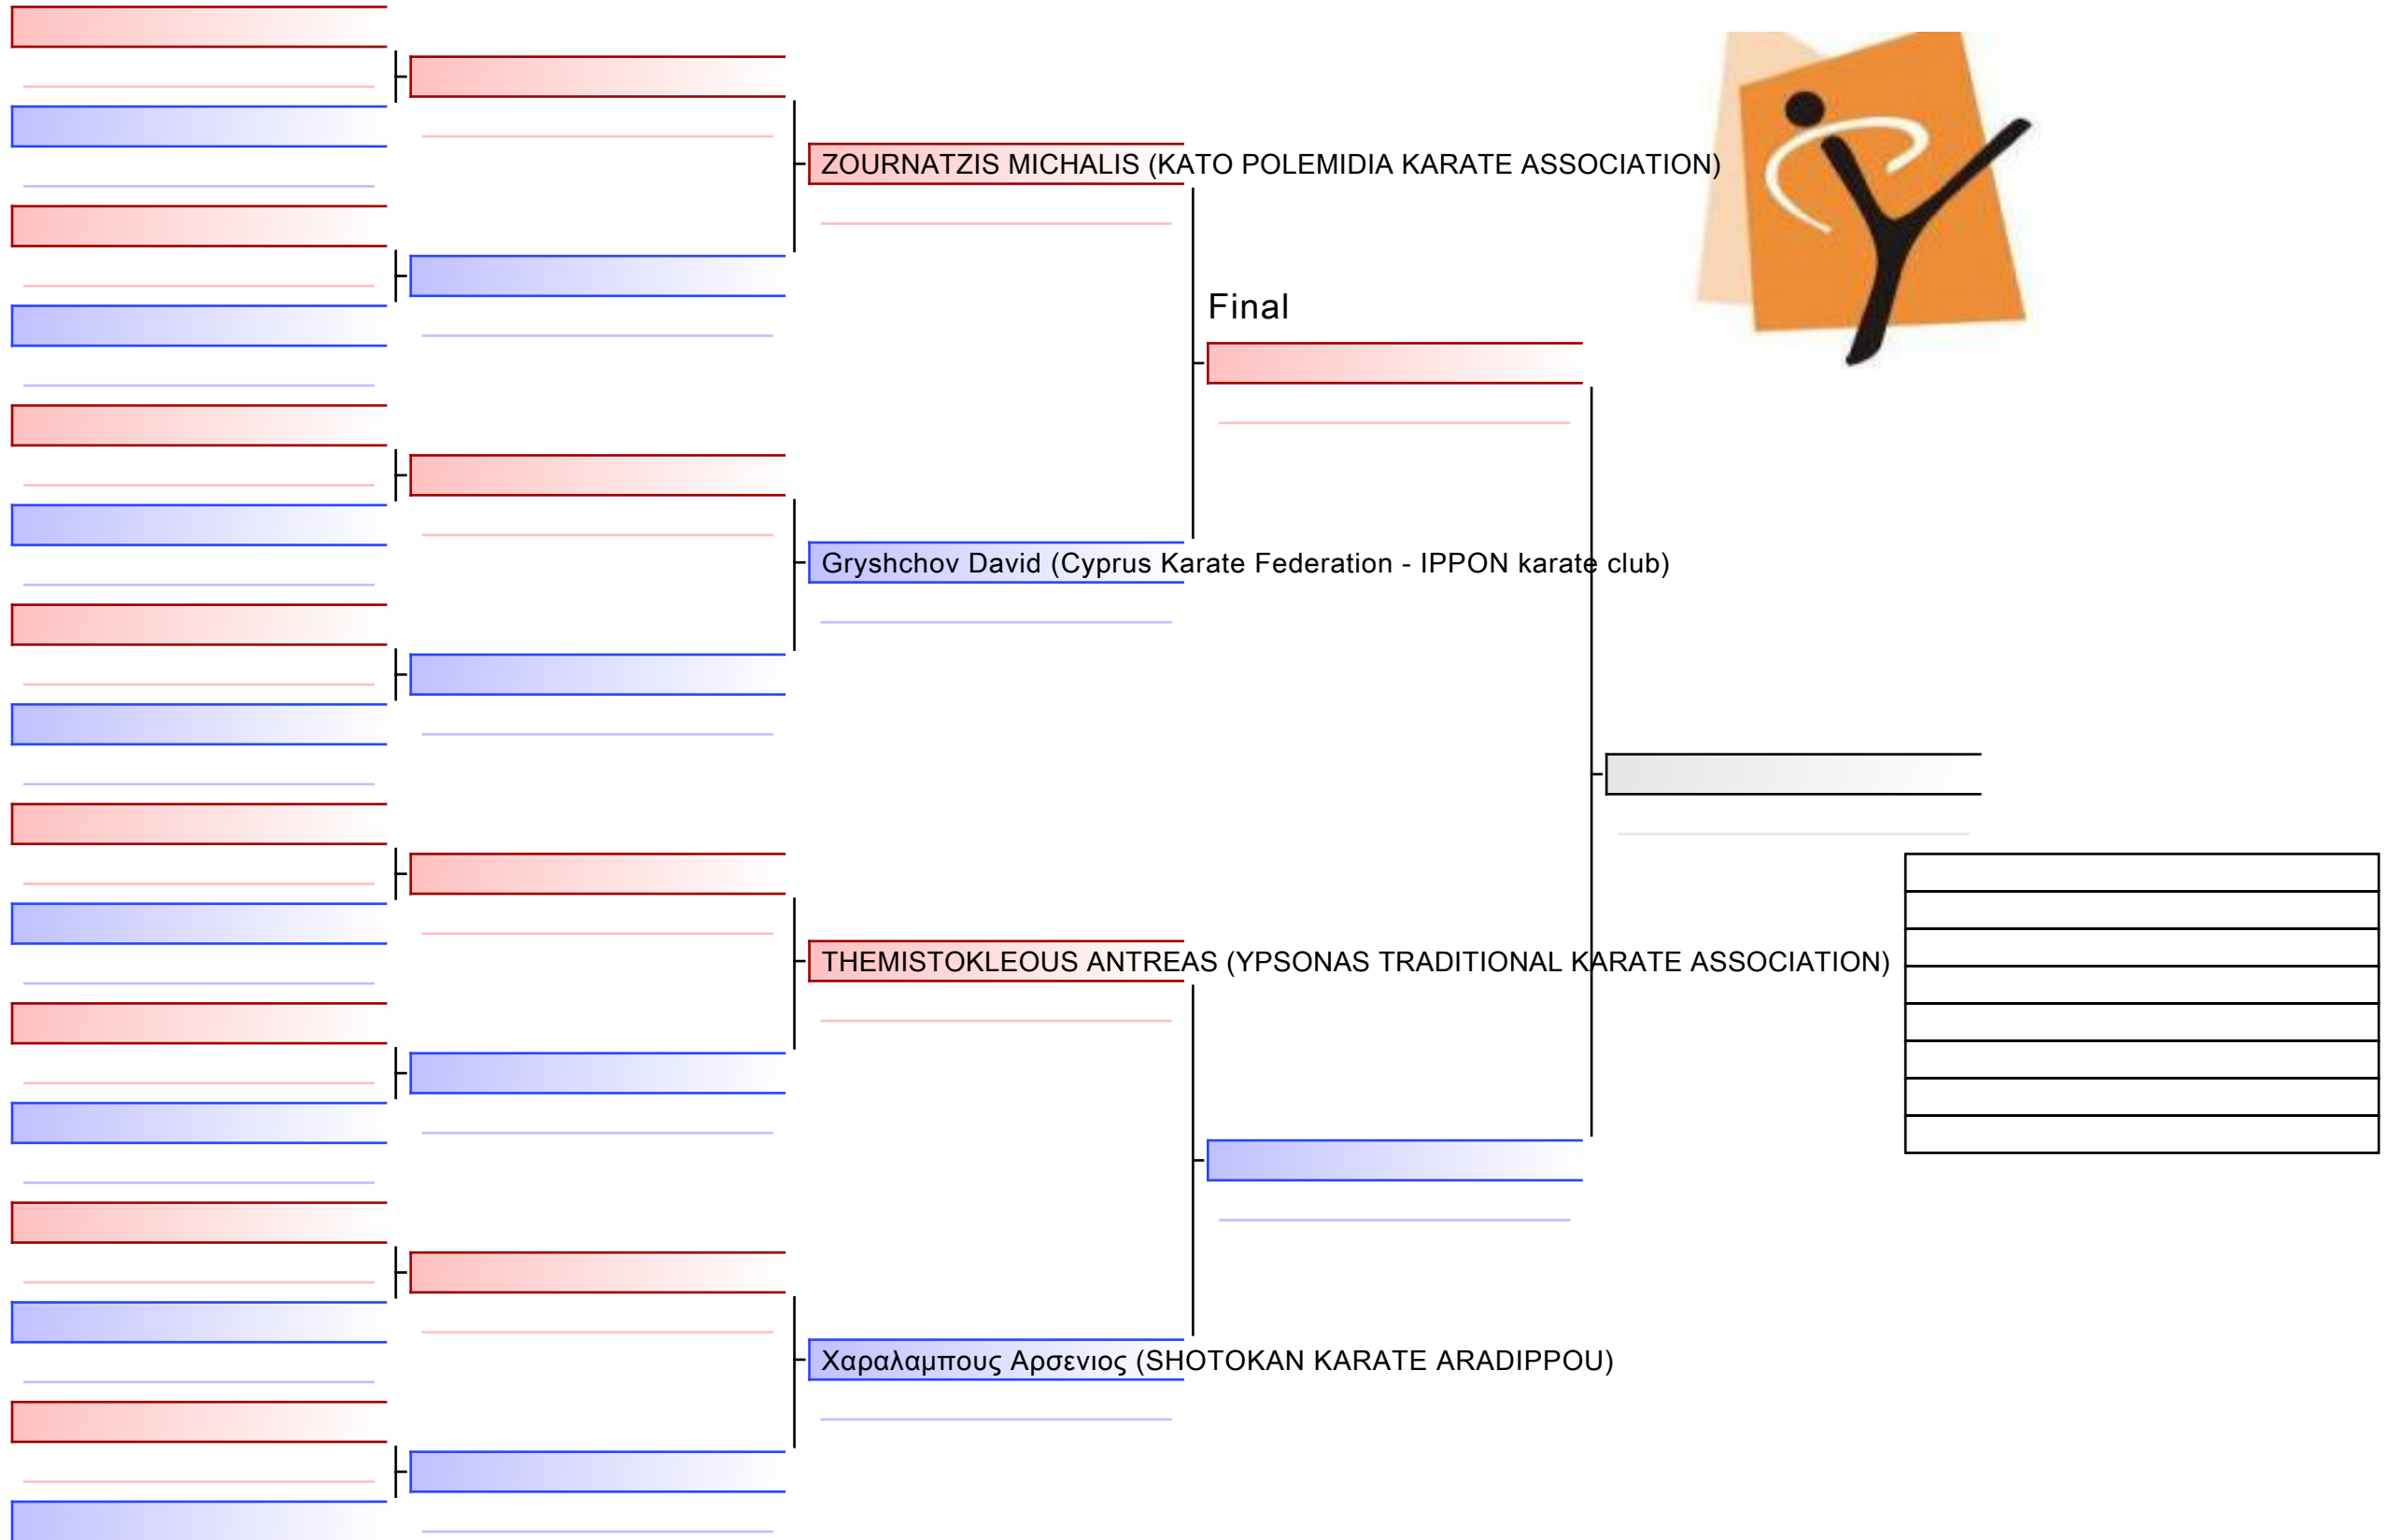 ZOURNATZIS MICHALIS (KATO POLEMIDIA KARATE ASSOCIATION)
Final
Gryshchov David (Cyprus Karate Federation - IPPON karate club)
THEMISTOKLEOUS ANTREAS (YPSONAS TRADITIONAL KARATE ASSOCIATION)
Χαραλαμπους Αρσενιος (SHOTOKAN KARATE ARADIPPOU)